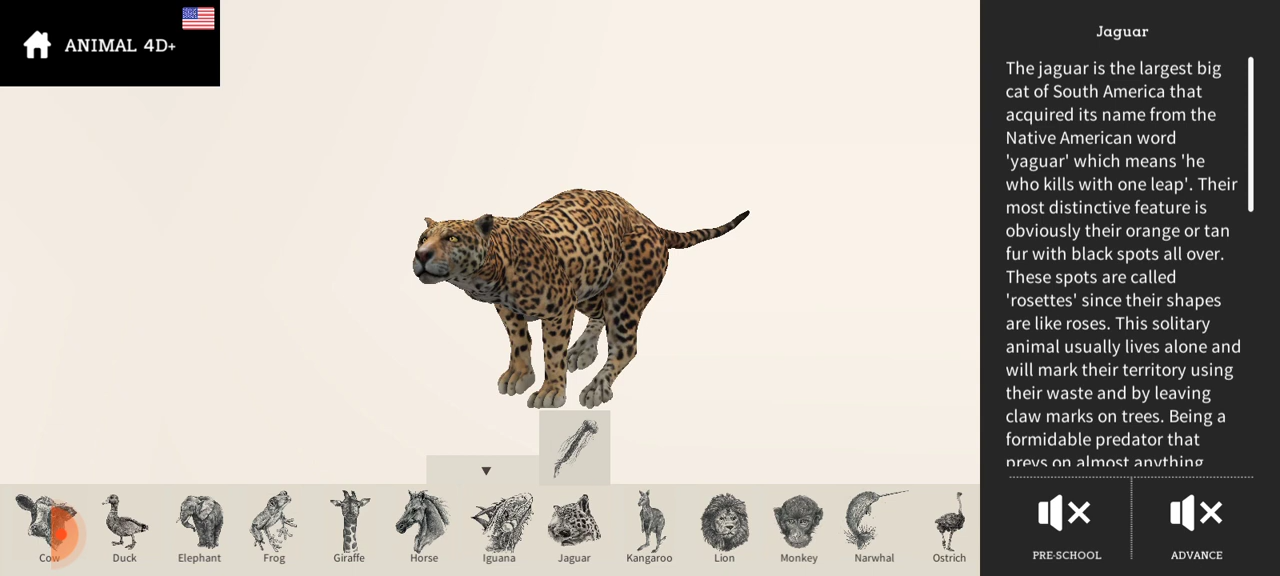 ANIMAL 4D+
Jaguar
The jaguar is the largest big
cat of South America that
acquired its name from the
Native American word
'yaguar' which means 'he
who kills with one leap'. Their
most distinctive feature is
obviously their orange or tan
fur with black spots all over.
These spots are called
'rosettes' since their shapes
are like roses. This solitary
animal usually lives alone and
will mark their territory using
their waste and by leaving
claw marks on trees. Being a
formidable predator that
preys on almost anything
Cow
Duck
Elephant
Frog
Giraffe
Horse
Iguana
Jaguar
Kangaroo
Lion
Monkey
Narwhal
Ostrich
PRE-SCHOOL
ADVANCE